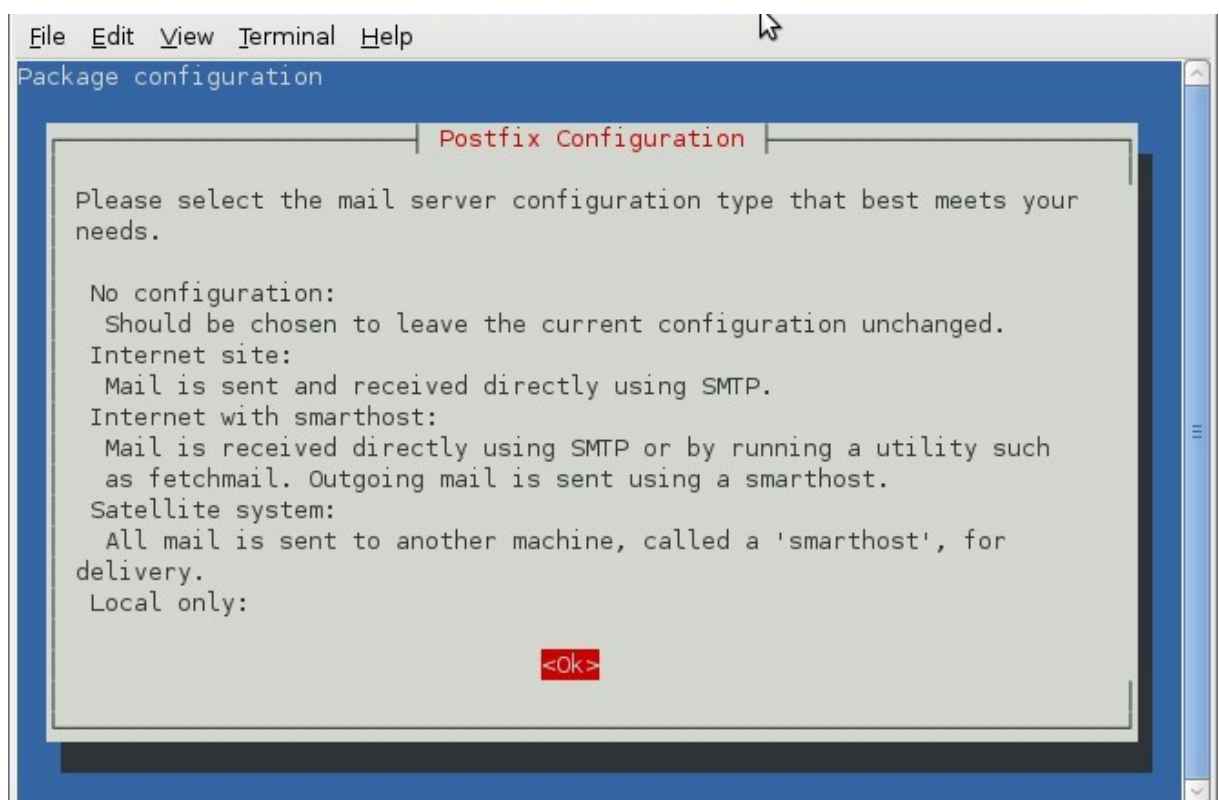 File Edit View Terminal Help
Package configuration
Postfix Configuration
Please select the mail server configuration type that best meets your
needs.
No configuration:
Should be chosen to leave the current configuration unchanged.
Internet site:
Mail is sent and received directly using SMTP.
Internet with smarthost:
Mail is received directly using SMTP or by running a utility such
as fetchmail. Outgoing mail is sent using a smarthost.
Satellite system:
All mail is sent to another machine, called a 'smarthost', for
delivery.
Local only:
<Ok>